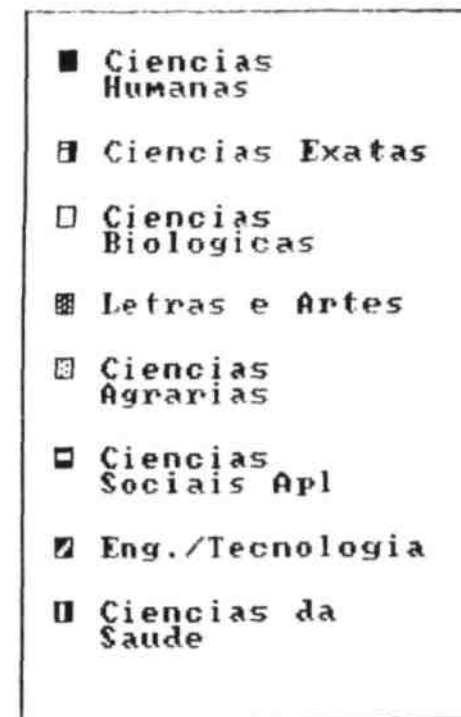 Ciencias
Humanas
Ciencias Exatas
Ciencias
Biologicas
Letras e Artes
Ciencias
Agrarias
Ciencias
Sociais Apl
Eng./Tecnologia
Ciencias da
Saude